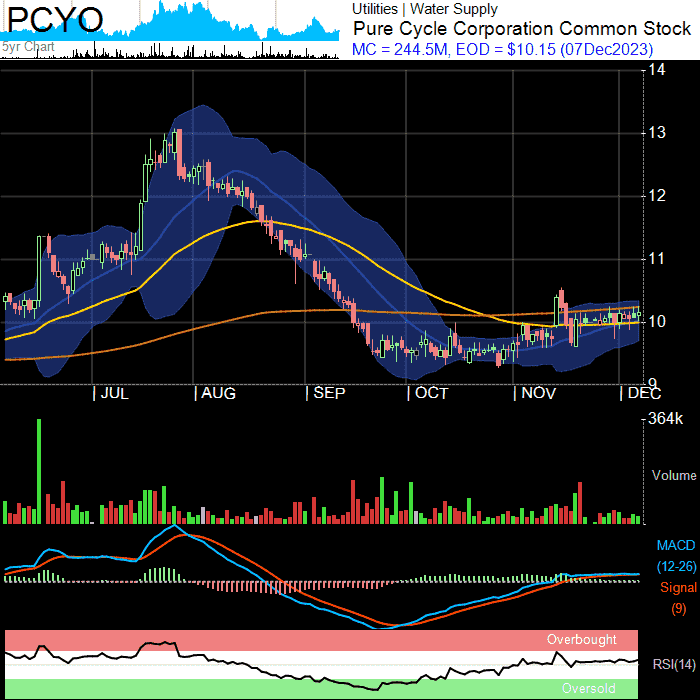 PCYO
5yr Chart
Utilities | Water Supply
Pure Cycle Corporation Common Stock
MC = 244.5M, EOD = $10.15 (07Dec2023)
14
13
12
11
10
9
JUL
AUG
SEP
OCT
NOV
DEC
364k
Volume
MACD
(12-26)
Signal
(9)
Overbought
RSI(14)
Oversold